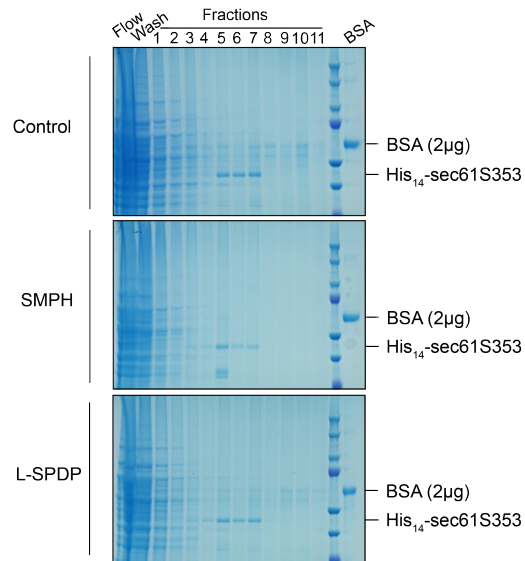 Fractions
Flow Wash 1 2 3 4 5 6 7 8 9 10 11 BSA
Control
BSA (2μg)
His₁₄-sec61S353
SMPH
BSA (2μg)
His₁₄-sec61S353
L-SPDP
BSA (2μg)
His₁₄-sec61S353